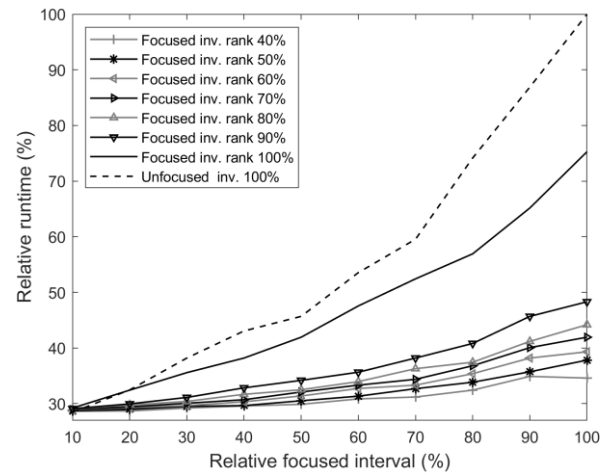 100
90
80
70
60
50
40
30
Relative runtime (%)
Focused inv. rank 40%
Focused inv. rank 50%
Focused inv. rank 60%
Focused inv. rank 70%
Focused inv. rank 80%
Focused inv. rank 90%
Focused inv. rank 100%
Unfocused inv. 100%
10 20 30 40 50 60 70 80 90 100
Relative focused interval (%)